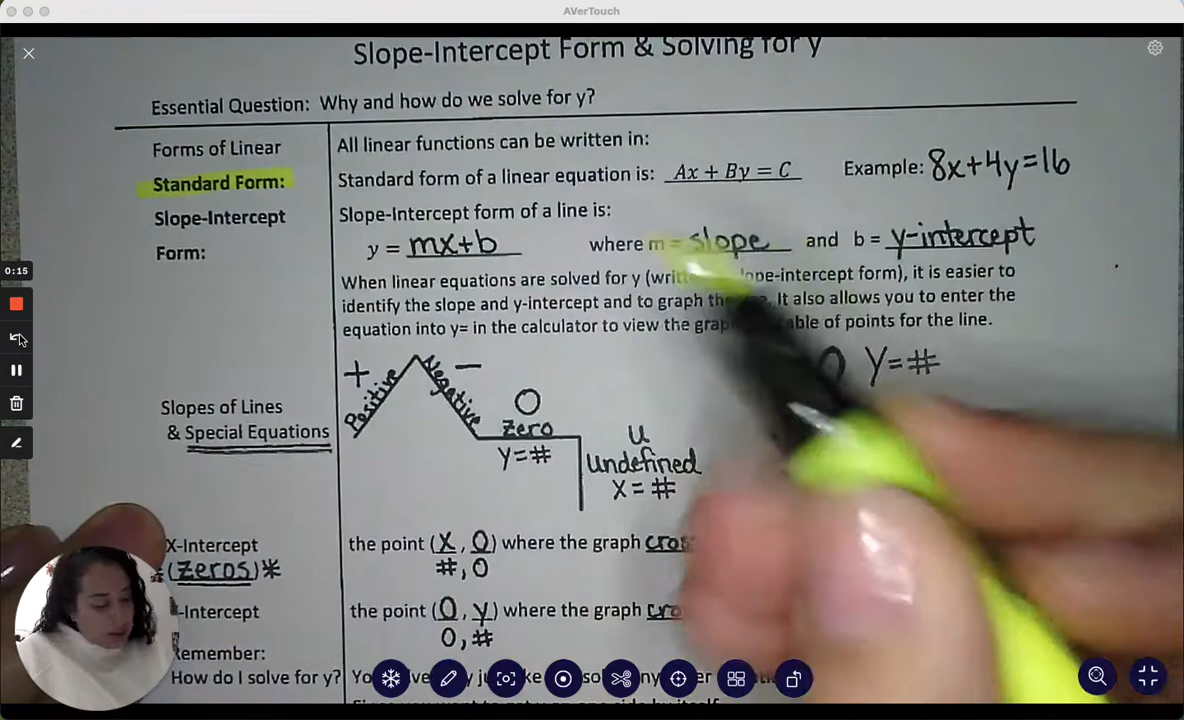 AVerTouch
Slope-Intercept Form & Solving for y
Essential Question: Why and how do we solve for y?
Forms of Linear
Standard Form:
Slope-Intercept
Form:
All linear functions can be written in:
Standard form of a linear equation is: Ax + By = C Example: 8x+4y=16
Slope-Intercept form of a line is:
y = mx+b where m = slope and b = y-intercept
When linear equations are solved for y (written
form), it is easier to
identify the slope and y-intercept and to graph
It also allows you to enter the
equation into y= in the calculator to view the graph
of points for the line.
0:15
+ Positive Negative −
0
Zero
Y=#
u
Undefined
X=#
0 Y=#
Slopes of Lines
& Special Equations
X-Intercept
(zeros)*
the point (X, 0) where the graph
#,0
-Intercept
the point (0, y) where the graph
0,#
Remember:
How do I solve for y?